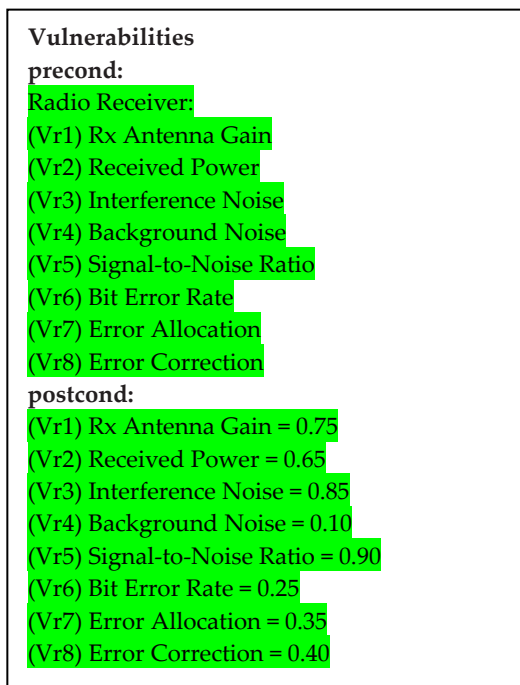 Vulnerabilities
precond:
Radio Receiver:
(Vr1) Rx Antenna Gain
(Vr2) Received Power
(Vr3) Interference Noise
(Vr4) Background Noise
(Vr5) Signal-to-Noise Ratio
(Vr6) Bit Error Rate
(Vr7) Error Allocation
(Vr8) Error Correction
postcond:
(Vr1) Rx Antenna Gain = 0.75
(Vr2) Received Power = 0.65
(Vr3) Interference Noise = 0.85
(Vr4) Background Noise = 0.10
(Vr5) Signal-to-Noise Ratio = 0.90
(Vr6) Bit Error Rate = 0.25
(Vr7) Error Allocation = 0.35
(Vr8) Error Correction = 0.40